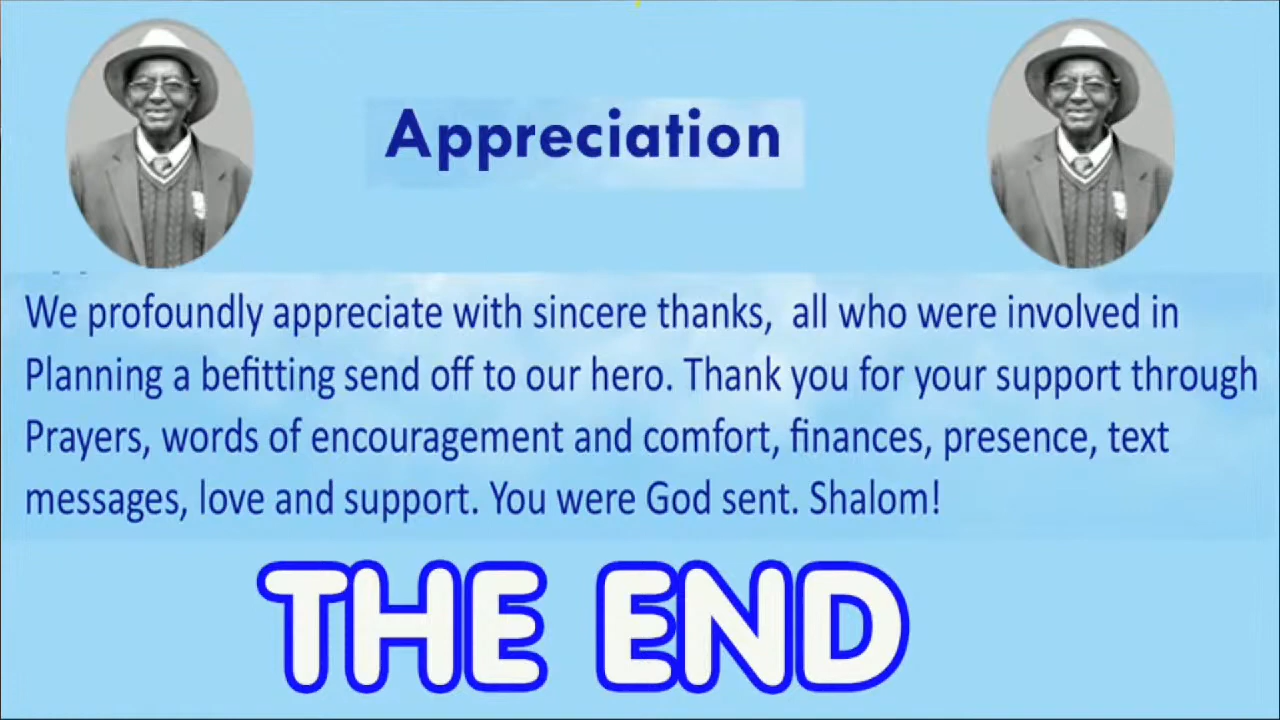 Appreciation
We profoundly appreciate with sincere thanks,  all who were involved in
Planning a befitting send off to our hero. Thank you for your support through
Prayers, words of encouragement and comfort, finances, presence, text
messages, love and support. You were God sent. Shalom!
THE END